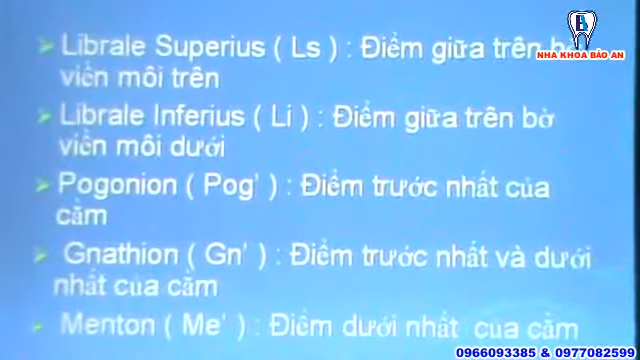 Librale Superius ( Ls ) : Điểm giữa trên bờ
viền môi trên
Librale Inferius ( Li ) : Điểm giữa trên bờ
viền môi dưới
Pogonion ( Pog' ) : Điểm trước nhất của
cằm
Gnathion ( Gn' ) : Điểm trước nhất và dưới
nhất của cằm
Menton ( Me' ) : Điểm dưới nhất của cằm
NHA KHOA BẢO AN
0966093385 & 0977082599